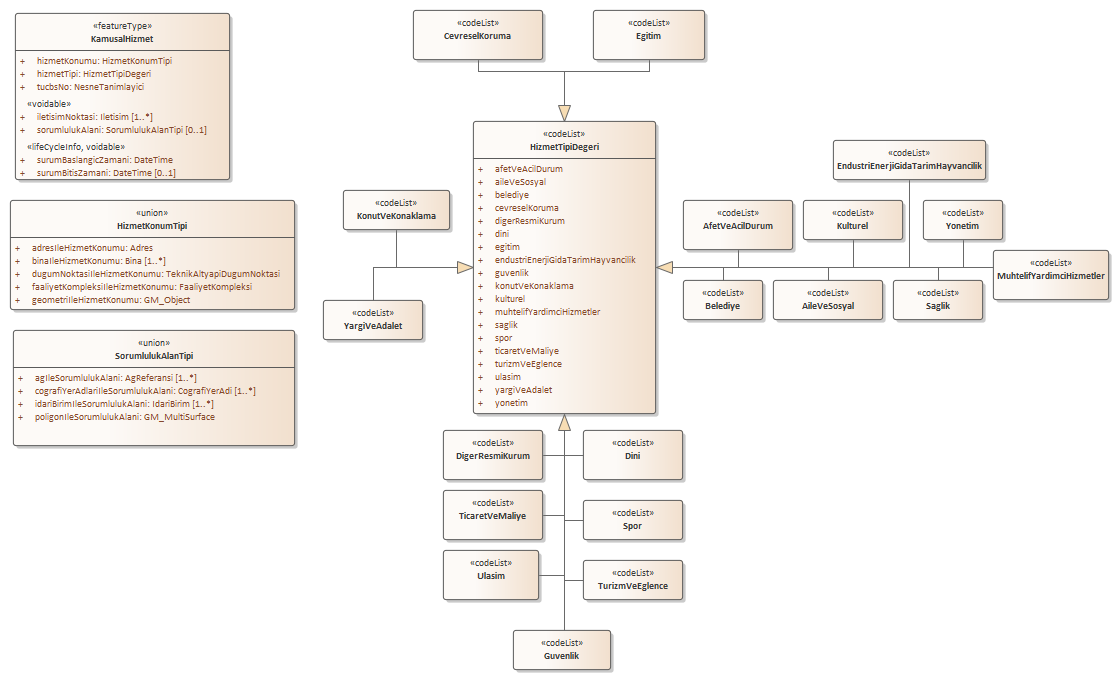 «featureType»
KamusalHizmet
+ hizmetKonumu: HizmetKonumTipi
+ hizmetTipi: HizmetTipiDegeri
+ tucbsNo: NesneTanimlayici
«voidable»
+ iletisimNoktasi: Iletisim [1..*]
+ sorumlulukAlani: SorumlulukAlanTipi [0..1]
«lifeCycleInfo, voidable»
+ surumBaslangicZamani: DateTime
+ surumBitisZamani: DateTime [0..1]
«union»
HizmetKonumTipi
+ adresIleHizmetKonumu: Adres
+ binaIleHizmetKonumu: Bina [1..*]
+ dugumNoktasiIleHizmetKonumu: TeknikAltyapiDugumNoktasi
+ faaliyetKompleksiIleHizmetKonumu: FaaliyetKompleksi
+ geometriIleHizmetKonumu: GM_Object
«union»
SorumlulukAlanTipi
+ agIleSorumlulukAlani: AgReferansi [1..*]
+ cografiYerAdlariIleSorumlulukAlani: CografiYerAdi [1..*]
+ idariBirimIleSorumlulukAlani: IdariBirim [1..*]
+ poligonIleSorumlulukAlani: GM_MultiSurface
«codeList»
CevreselKoruma
«codeList»
Egitim
«codeList»
HizmetTipiDegeri
+ afetVeAcilDurum
+ aileVeSosyal
+ belediye
+ cevreselKoruma
+ digerResmiKurum
+ dini
+ egitim
+ endustriEnerjiGidaTarimHayvancilik
+ guvenlik
+ konutVeKonaklama
+ kulturel
+ muhtelifYardimciHizmetler
+ saglik
+ spor
+ ticaretVeMaliye
+ turizmVeEglence
+ ulasim
+ yargiVeAdalet
+ yonetim
«codeList»
KonutVeKonaklama
«codeList»
YargiVeAdalet
«codeList»
EndustriEnerjiGidaTarimHayvancilik
«codeList»
AfetVeAcilDurum
«codeList»
Kulturel
«codeList»
Yonetim
«codeList»
MuhtelifYardimciHizmetler
«codeList»
Belediye
«codeList»
AileVeSosyal
«codeList»
Saglik
«codeList»
DigerResmiKurum
«codeList»
Dini
«codeList»
TicaretVeMaliye
«codeList»
Spor
«codeList»
Ulasim
«codeList»
TurizmVeEglence
«codeList»
Guvenlik